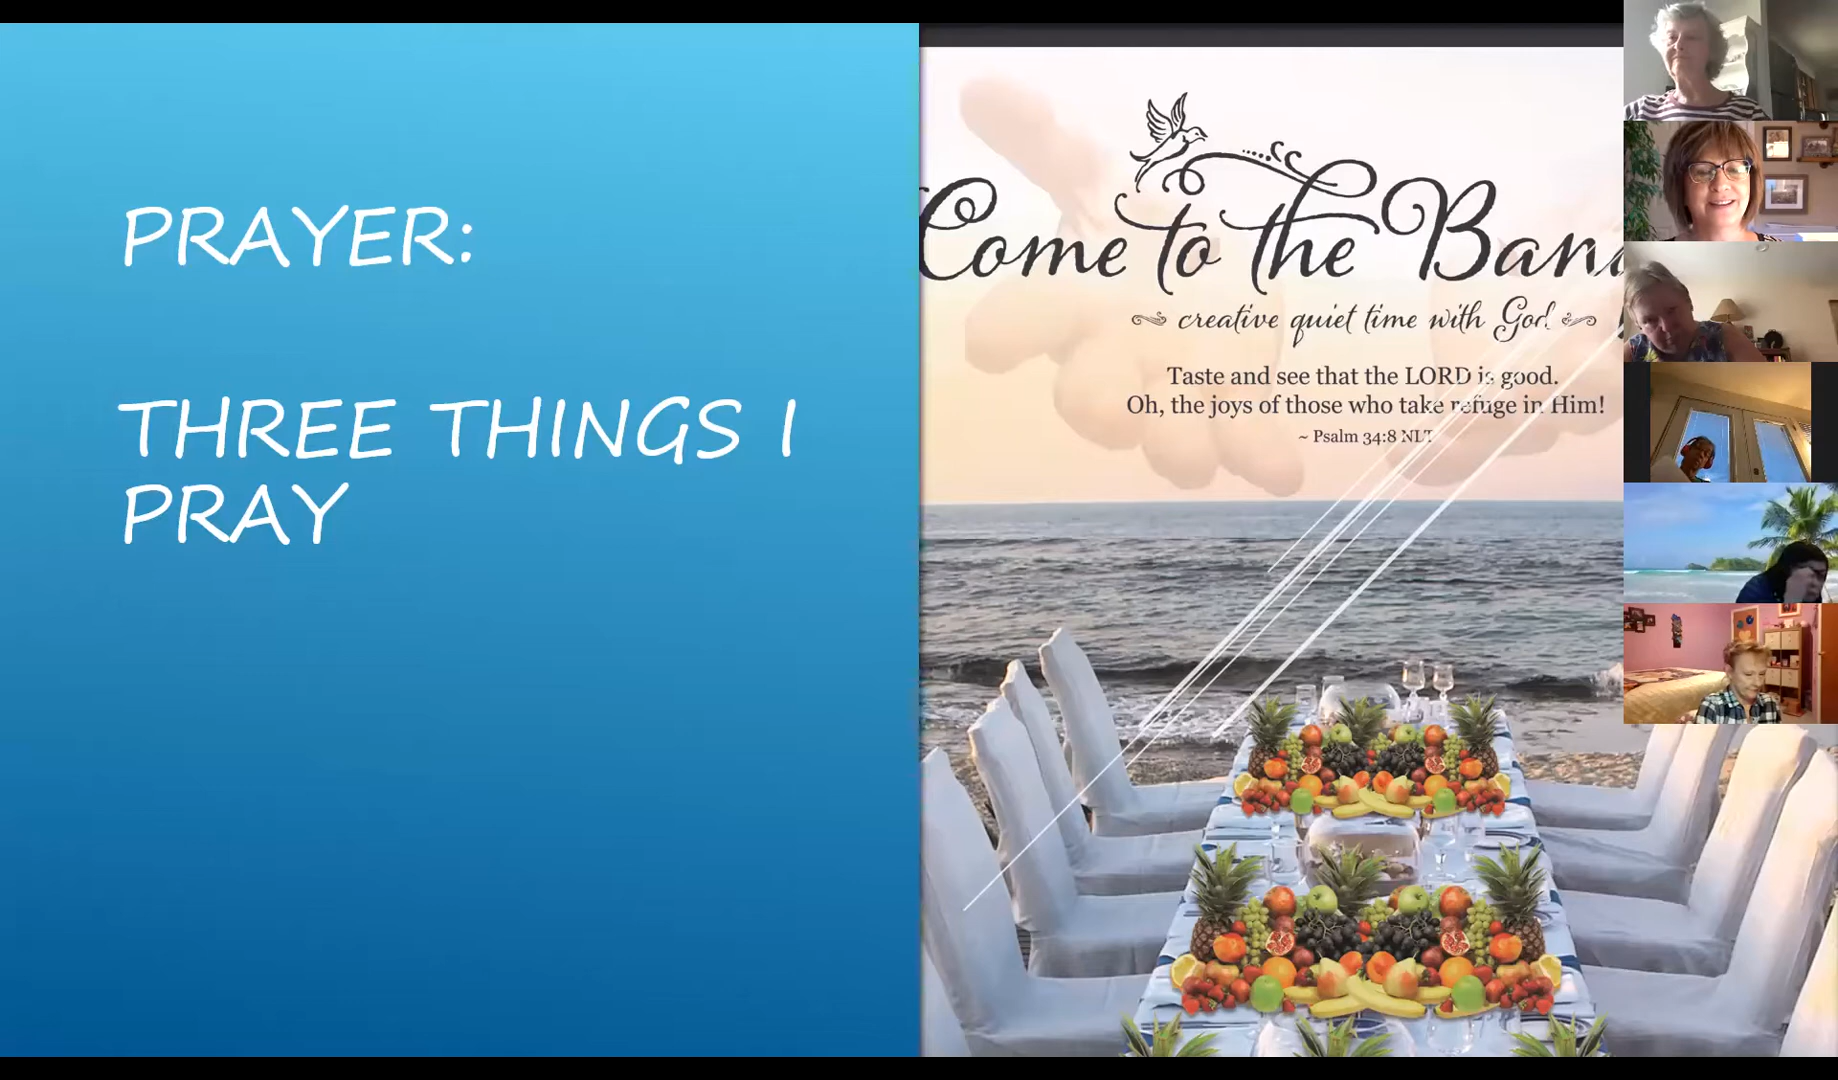 PRAYER:
THREE THINGS I
PRAY
Come to the Ban
creative quiet time with God
Taste and see that the LORD is good.
Oh, the joys of those who take refuge in Him!
~ Psalm 34:8 NLT